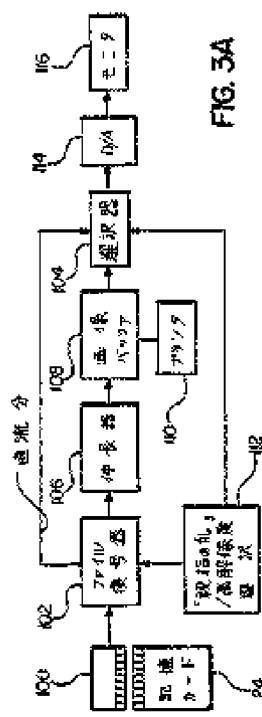 直流分
100
102
ファイル
復号器
106
伸長器
108
画像
バッファ
104
選択器
114
D/A
116
モニタ
プリンタ
110
/高解像度
選択
112
記憶
カード
24
FIG. 3A